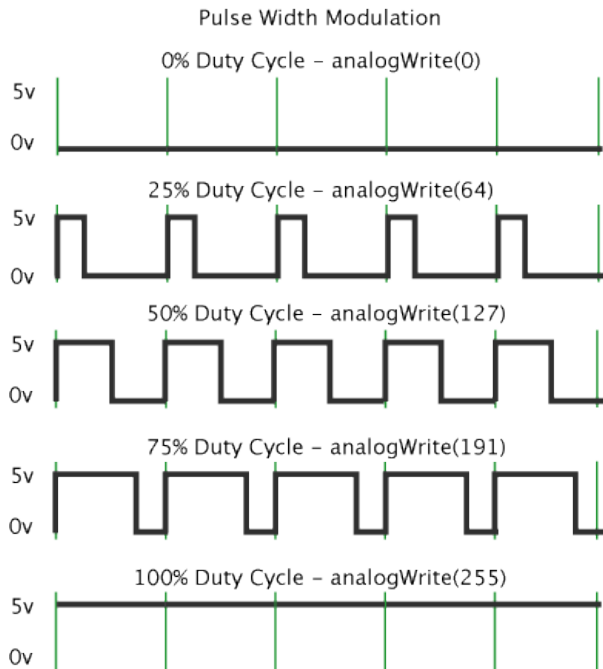 Pulse Width Modulation
0% Duty Cycle – analogWrite(0)
5v
0v
25% Duty Cycle – analogWrite(64)
5v
0v
50% Duty Cycle – analogWrite(127)
5v
0v
75% Duty Cycle – analogWrite(191)
5v
0v
100% Duty Cycle – analogWrite(255)
5v
0v